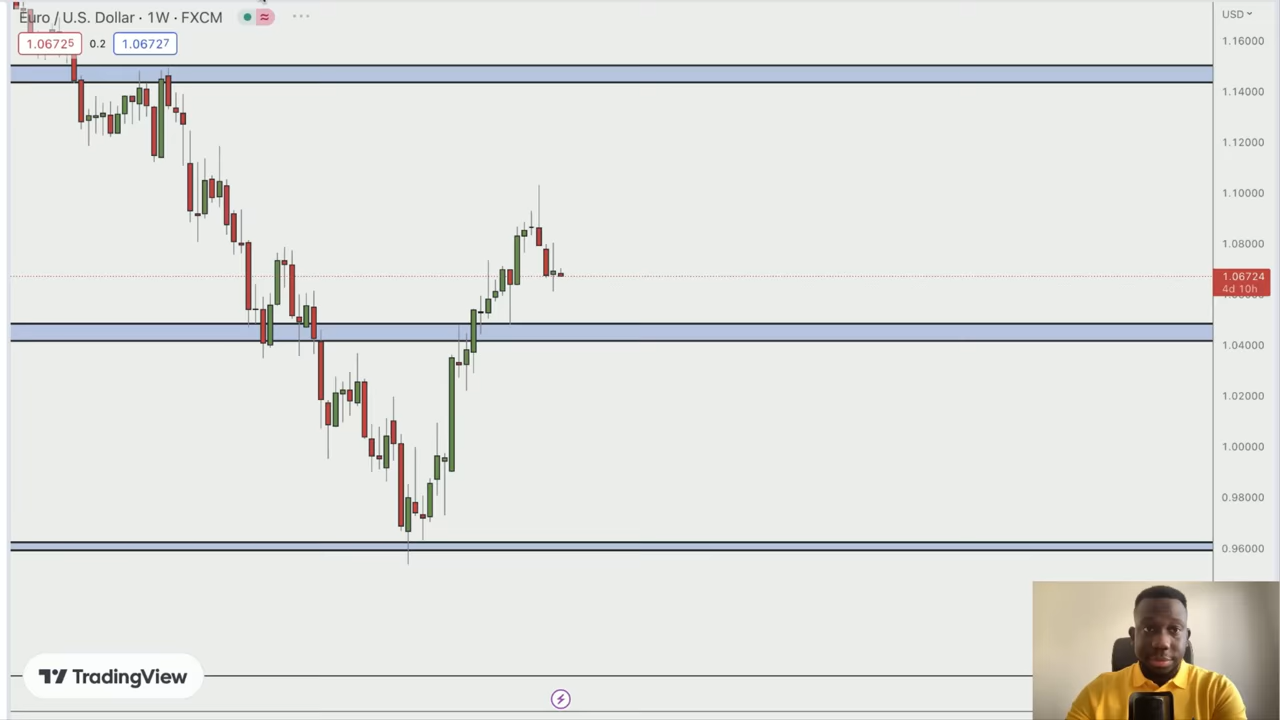 Euro / U.S. Dollar · 1W · FXCM
USD
1.06725 0.2 1.06727
1.16000
1.14000
1.12000
1.10000
1.08000
1.06724
4d 10h
1.04000
1.02000
1.00000
0.98000
0.96000
TradingView